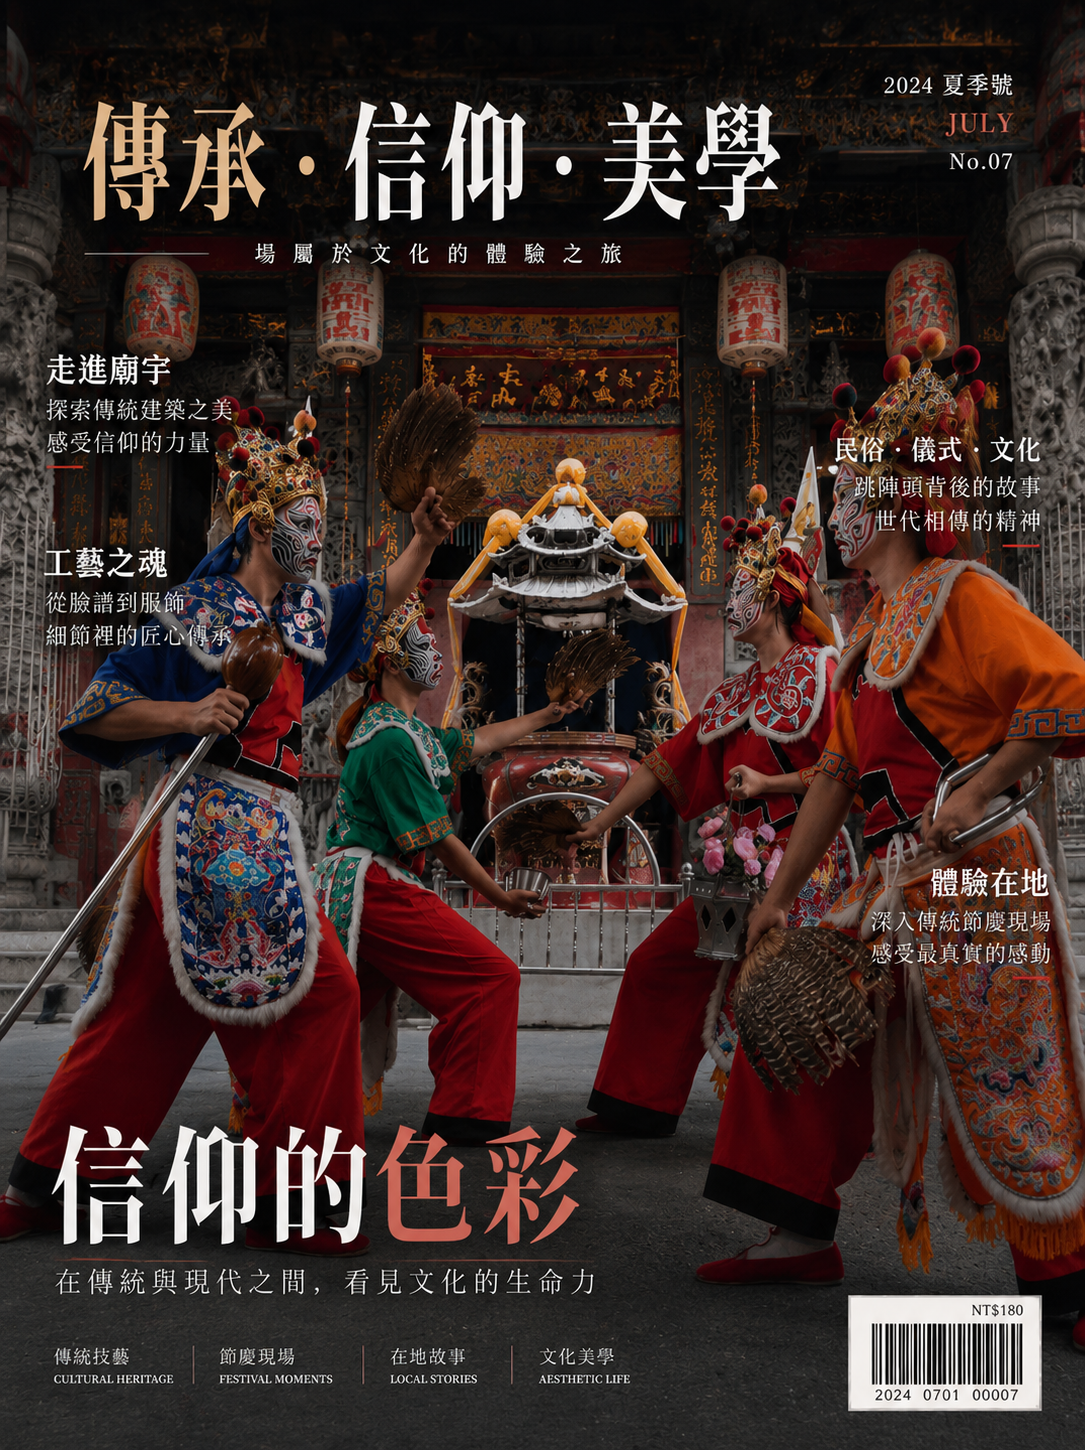 2024 夏季號
JULY
No.07
傳承·信仰·美學
場屬於文化的體驗之旅
走進廟宇
探索傳統建築之美
感受信仰的力量
民俗·儀式·文化
跳陣頭背後的故事
世代相傳的精神
工藝之魂
從臉譜到服飾
細節裡的匠心傳承
體驗在地
深入傳統節慶現場
感受最真實的感動
信仰的色彩
在傳統與現代之間，看見文化的生命力
傳統技藝
CULTURAL HERITAGE
節慶現場
FESTIVAL MOMENTS
在地故事
LOCAL STORIES
文化美學
AESTHETIC LIFE
NT$180
2024 0701 00007